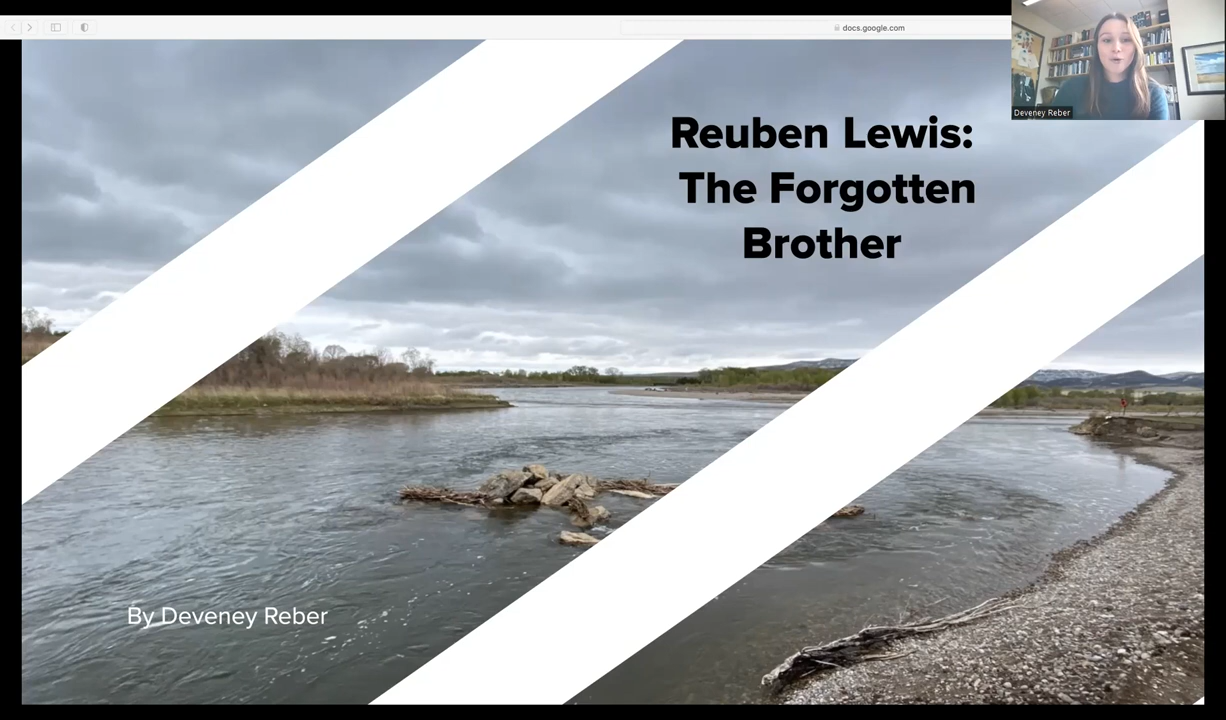 docs.google.com
Deveney Reber
Reuben Lewis:
The Forgotten
Brother
By Deveney Reber